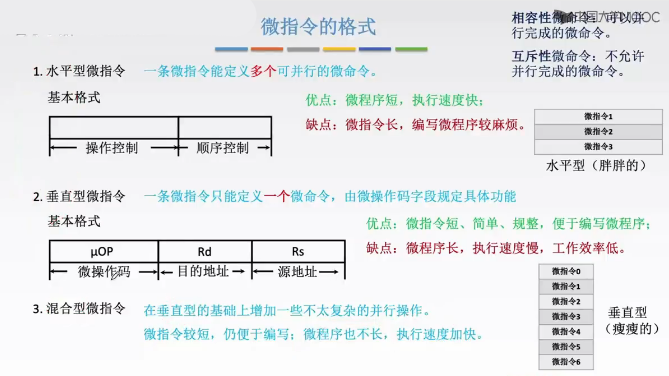 微指令的格式
中国大学MOOC
相容性微命令：可以并
行完成的微命令。
互斥性微命令：不允许
并行完成的微命令。
1. 水平型微指令 一条微指令能定义多个可并行的微命令。
基本格式
操作控制 顺序控制
优点：微程序短，执行速度快；
缺点：微指令长，编写微程序较麻烦。
微指令1
微指令2
微指令3
水平型（胖胖的）
2. 垂直型微指令 一条微指令只能定义一个微命令，由微操作码字段规定具体功能
基本格式
μOP Rd Rs
微操作码 目的地址 源地址
优点：微指令短、简单、规整，便于编写微程序；
缺点：微程序长，执行速度慢，工作效率低。
微指令0
微指令1
微指令2
微指令3
微指令4
微指令5
微指令6
垂直型
（瘦瘦的）
3. 混合型微指令 在垂直型的基础上增加一些不太复杂的并行操作。
微指令较短，仍便于编写；微程序也不长，执行速度加快。